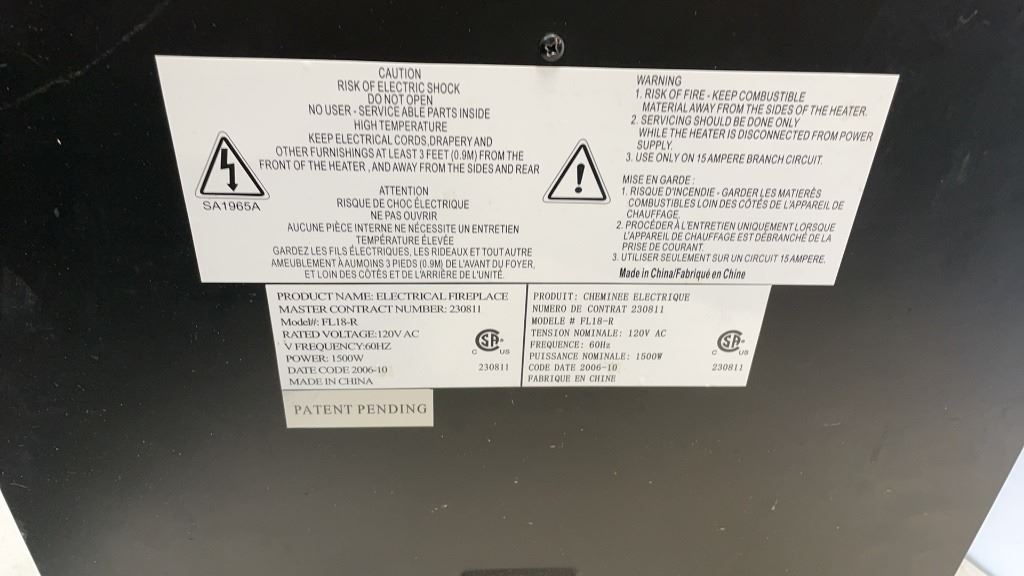 CAUTION
RISK OF ELECTRIC SHOCK
DO NOT OPEN
NO USER - SERVICE ABLE PARTS INSIDE
HIGH TEMPERATURE
KEEP ELECTRICAL CORDS,DRAPERY AND
OTHER FURNISHINGS AT LEAST 3 FEET (0.9M) FROM THE
FRONT OF THE HEATER , AND AWAY FROM THE SIDES AND REAR
SA1965A
ATTENTION
RISQUE DE CHOC ÉLECTRIQUE
NE PAS OUVRIR
AUCUNE PIÈCE INTERNE NE NÉCESSITE UN ENTRETIEN
TEMPÉRATURE ÉLEVÉE
GARDEZ LES FILS ÉLECTRIQUES, LES RIDEAUX ET TOUT AUTRE
AMEUBLEMENT À AUMOINS 3 PIEDS (0.9M) DE L'AVANT DU FOYER,
ET LOIN DES CÔTÉS ET DE L'ARRIÈRE DE L'UNITÉ.
WARNING
1. RISK OF FIRE - KEEP COMBUSTIBLE
MATERIAL AWAY FROM THE SIDES OF THE HEATER.
2. SERVICING SHOULD BE DONE ONLY
WHILE THE HEATER IS DISCONNECTED FROM POWER
SUPPLY.
3. USE ONLY ON 15 AMPERE BRANCH CIRCUIT.
!
MISE EN GARDE :
1. RISQUE D'INCENDIE - GARDER LES MATIERÈS
COMBUSTIBLES LOIN DES CÔTÉS DE L'APPAREIL DE
CHAUFFAGE.
2. PROCÉDER À L'ENTRETIEN UNIQUEMENT LORSQUE
L'APPAREIL DE CHAUFFAGE EST DÉBRANCHÉ DE LA
PRISE DE COURANT.
3. UTILISER SEULEMENT SUR UN CIRCUIT 15 AMPERE.
Made in China/Fabriqué en Chine
PRODUCT NAME: ELECTRICAL FIREPLACE
MASTER CONTRACT NUMBER: 230811
Model#: FL18-R
RATED VOLTAGE:120V AC
V FREQUENCY:60HZ
POWER: 1500W
DATE CODE 2006-10
MADE IN CHINA
C SA US
230811
PRODUIT: CHEMINEE ELECTRIQUE
NUMERO DE CONTRAT 230811
MODELE # FL18-R
TENSION NOMINALE: 120V AC
FREQUENCE: 60Hz
PUISSANCE NOMINALE: 1500W
CODE DATE 2006-10
FABRIQUE EN CHINE
C SA US
230811
PATENT PENDING